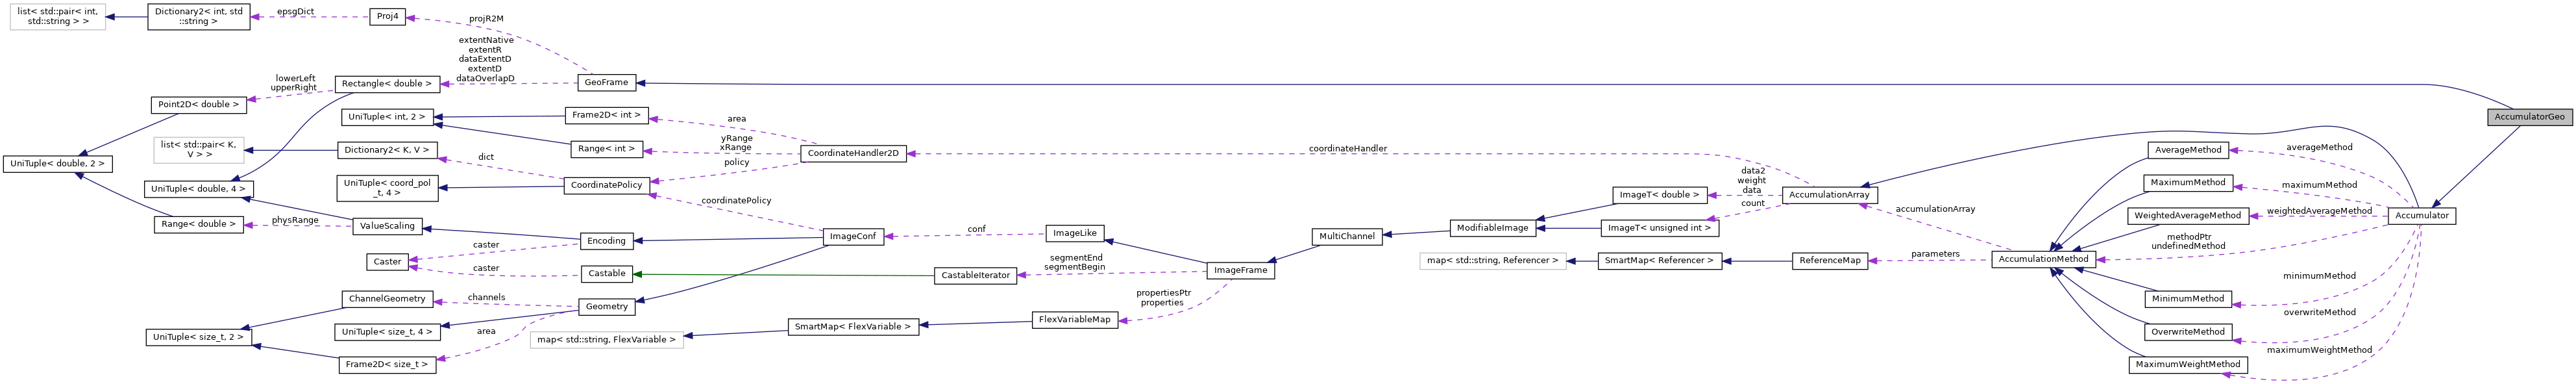 list< std::pair< int,
std::string > >
Dictionary2< int, std
::string >
epsgDict
Proj4
projR2M
extentNative
extentR
dataExtentD
extentD
dataOverlapD
lowerLeft
upperRight
Rectangle< double >
GeoFrame
AccumulatorGeo
Point2D< double >
UniTuple< int, 2 >
Frame2D< int >
area
list< std::pair< K,
V > >
Dictionary2< K, V >
Range< int >
yRange
xRange
CoordinateHandler2D
coordinateHandler
AverageMethod
averageMethod
UniTuple< double, 2 >
dict
policy
UniTuple< double, 4 >
UniTuple< coord_pol
_t, 4 >
CoordinatePolicy
data2
weight
data
ImageT< double >
AccumulationArray
MaximumMethod
maximumMethod
coordinatePolicy
count
accumulationArray
WeightedAverageMethod
weightedAverageMethod
Accumulator
Range< double >
physRange
ValueScaling
ImageT< unsigned int >
ModifiableImage
conf
ImageLike
MultiChannel
ImageConf
Encoding
caster
methodPtr
undefinedMethod
Caster
caster
Castable
CastableIterator
segmentEnd
segmentBegin
ImageFrame
map< std::string, Referencer >
SmartMap< Referencer >
ReferenceMap
parameters
AccumulationMethod
minimumMethod
ChannelGeometry
channels
Geometry
propertiesPtr
properties
MinimumMethod
overwriteMethod
UniTuple< size_t, 2 >
UniTuple< size_t, 4 >
area
map< std::string, FlexVariable >
SmartMap< FlexVariable >
FlexVariableMap
OverwriteMethod
maximumWeightMethod
Frame2D< size_t >
MaximumWeightMethod